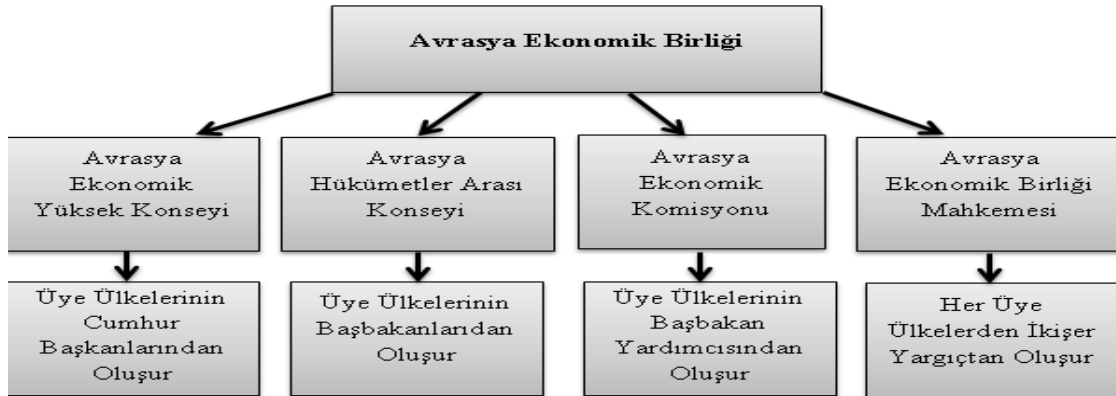 Avrasya Ekonomik Birliği
Avrasya
Ekonomik
Yüksek Konseyi
Avrasya
Hükümetler Arası
Konseyi
Avrasya
Ekonomik
Komisyonu
Avrasya
Ekonomik Birliği
Mahkemesi
Üye Ülkelerinin
Cumhur
Başkanlarından
Oluşur
Üye Ülkelerinin
Başbakanlarıdan
Oluşur
Üye Ülkelerinin
Başbakan
Yardımcısından
Oluşur
Her Üye
Ülkelerden İkişer
Yargıçtan Oluşur